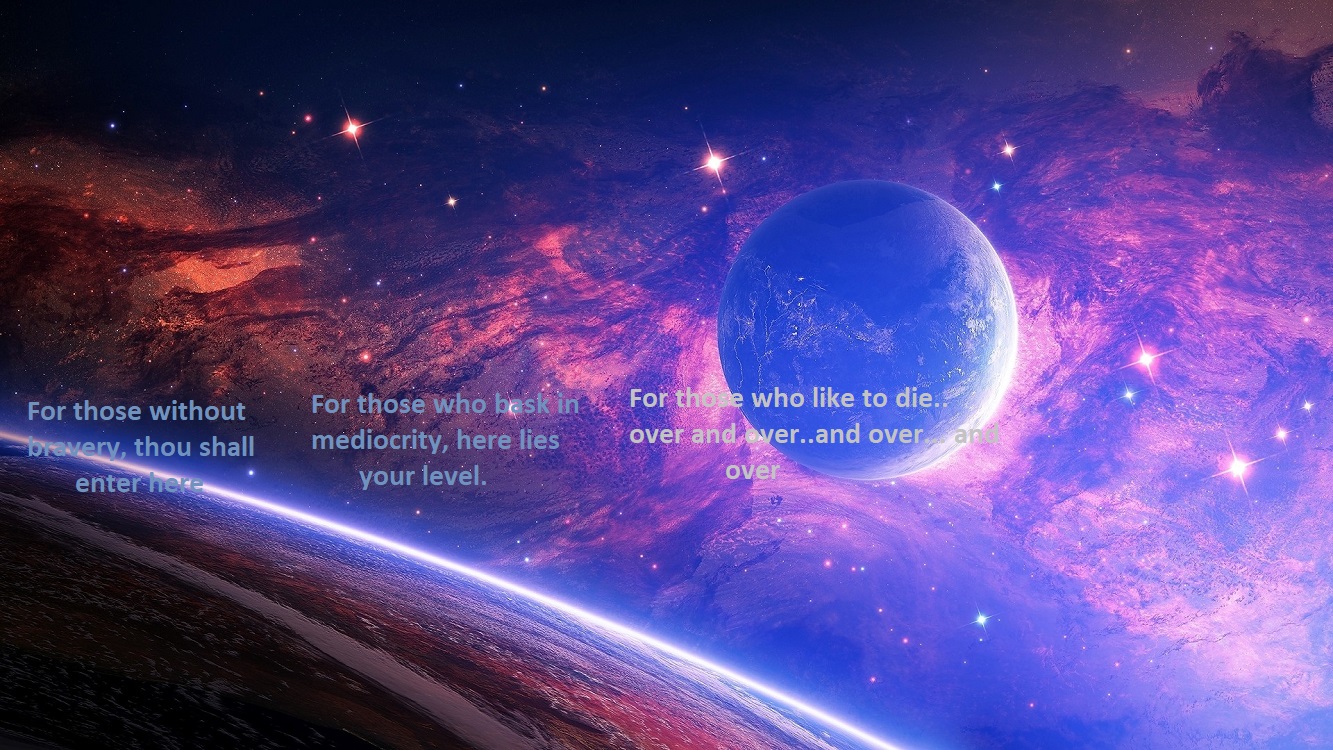 For those without
bravery, thou shall
enter here
For those who bask in
mediocrity, here lies
your level.
For those who like to die..
over and over..and over... and
over